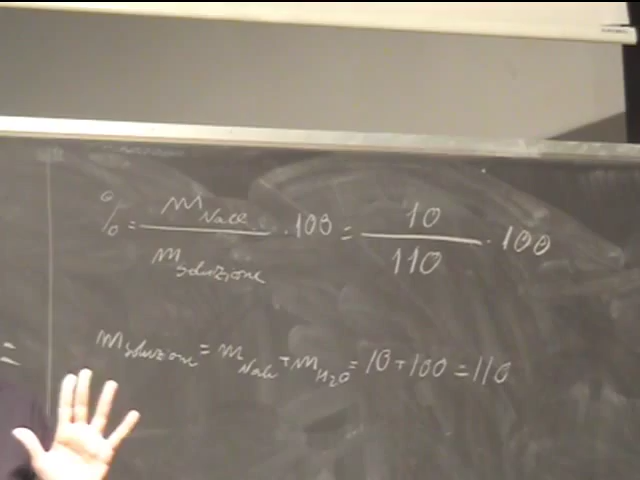 % = m NaCl / m soluzione · 100 = 10 / 110 · 100
m soluzione = m NaCl + m H2O = 10 + 100 = 110
=